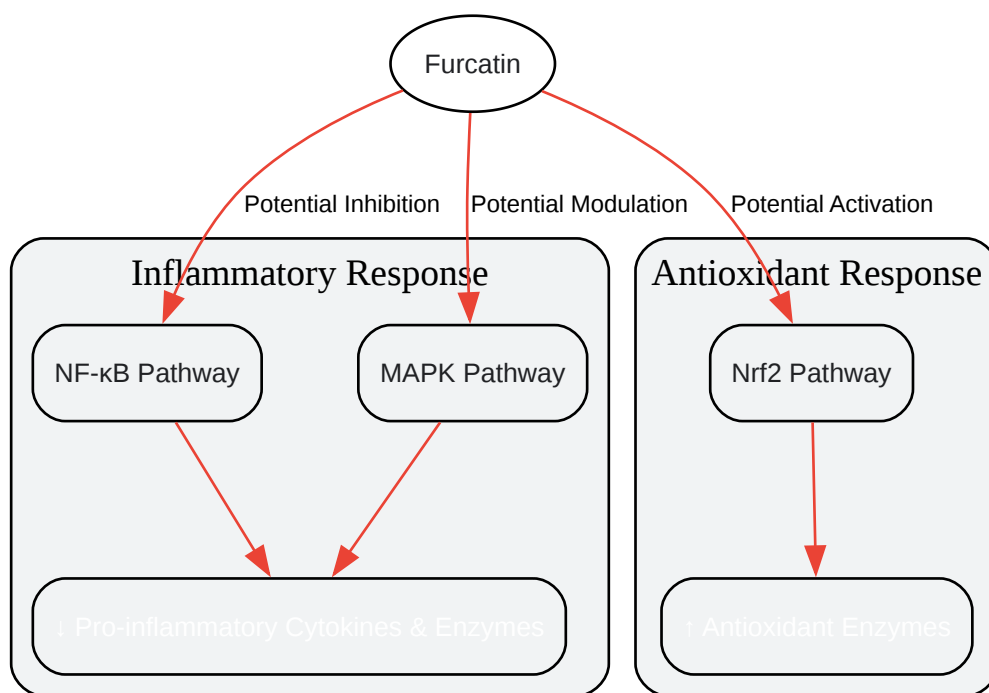 Furcatin
Potential Inhibition
Potential Modulation
Potential Activation
Inflammatory Response
Antioxidant Response
NF-κB Pathway
MAPK Pathway
Nrf2 Pathway
↓ Pro-inflammatory Cytokines & Enzymes
↑ Antioxidant Enzymes